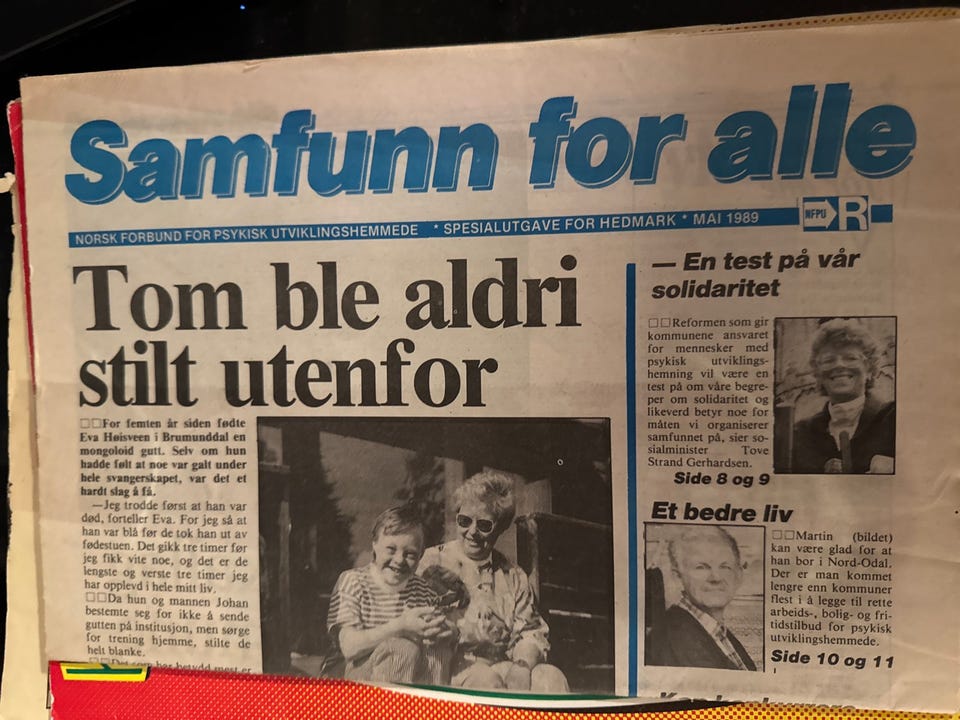 Samfunn for alle
NORSK FORBUND FOR PSYKISK UTVIKLINGSHEMMEDE * SPESIALUTGAVE FOR HEDMARK * MAI 1989
NFPU R
Tom ble aldri
stilt utenfor
□□For femten år siden fødte
Eva Høisveen i Brumunddal en
mongoloid gutt. Selv om hun
hadde følt at noe var galt under
hele svangerskapet, var det et
hardt slag å få.
—Jeg trodde først at han var
død, forteller Eva. For jeg så at
han var blå før de tok han ut av
fødestuen. Det gikk tre timer før
jeg fikk vite noe, og det er de
lengste og verste tre timer jeg
har opplevd i hele mitt liv.
□□Da hun og mannen Johan
bestemte seg for ikke å sende
gutten på institusjon, men sørge
for trening hjemme, stilte de
helt blanke.
□□Det som har betydd mest er
— En test på vår
solidaritet
□□Reformen som gir
kommunene ansvaret
for mennesker med
psykisk utviklings-
hemning vil være en
test på om våre begre-
per om solidaritet og
likeverd betyr noe for
måten vi organiserer
samfunnet på, sier so-
sialminister Tove
Strand Gerhardsen.
Side 8 og 9
Et bedre liv
□□Martin (bildet)
kan være glad for at
han bor i Nord-Odal.
Der er man kommet
lengre enn kommuner
flest i å legge til rette
arbeids-, bolig- og fri-
tidstilbud for psykisk
utviklingshemmede.
Side 10 og 11